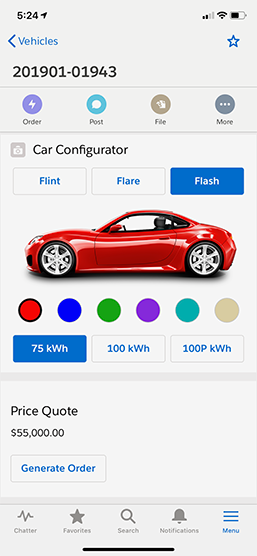 5:24
Vehicles
201901-01943
Order Post File More
Car Configurator
Flint Flare Flash
75 kWh 100 kWh 100P kWh
Price Quote
$55,000.00
Generate Order
Chatter Favorites Search Notifications Menu